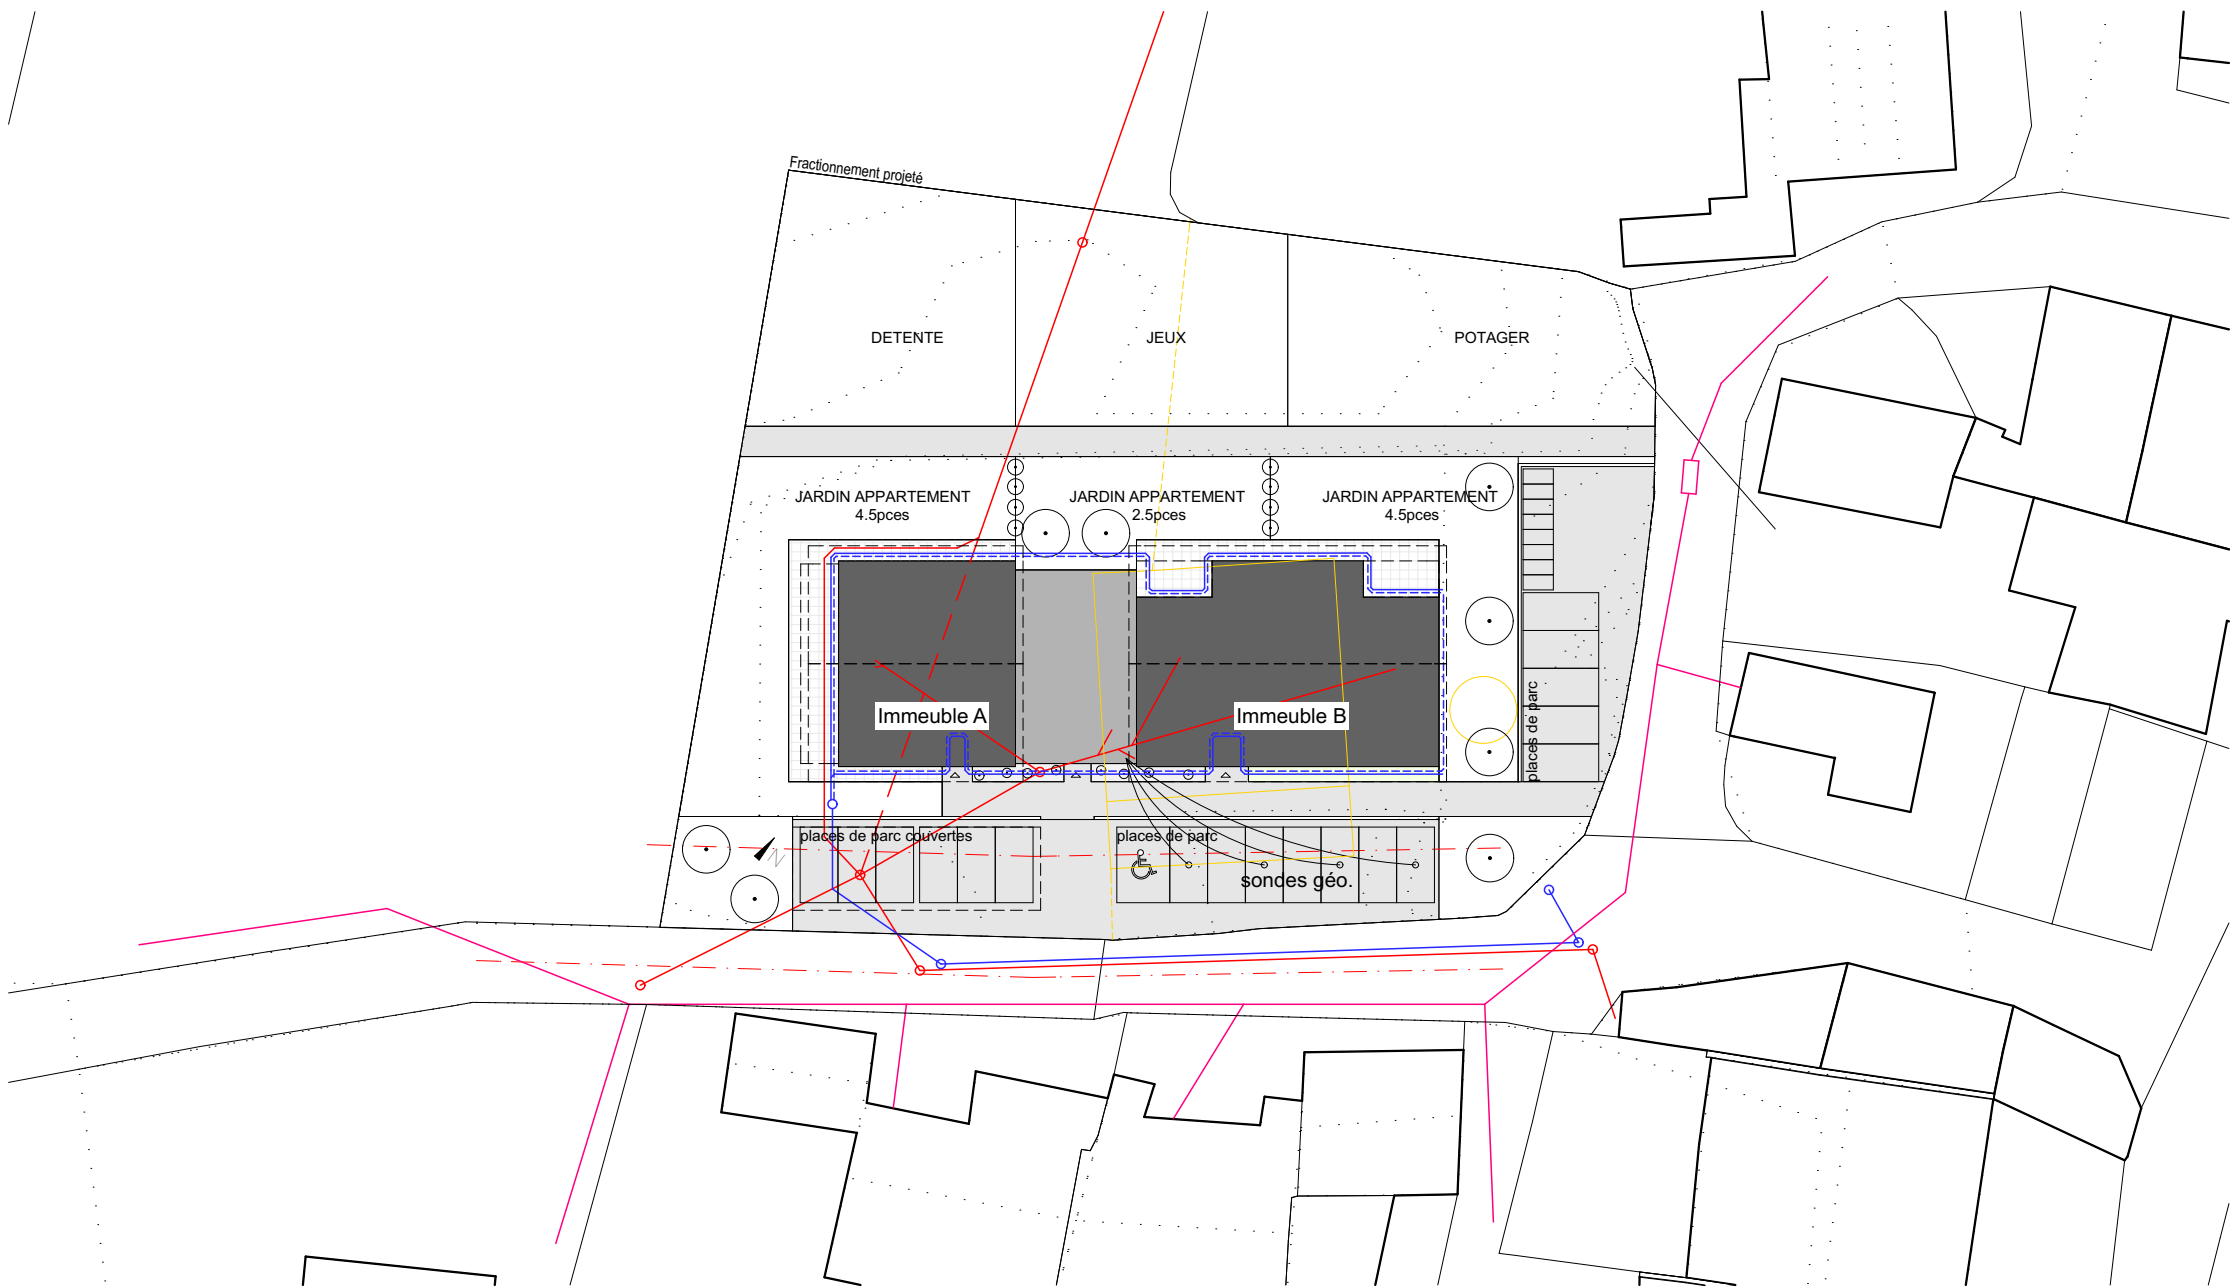 Fractionnement projeté
DETENTE
JEUX
POTAGER
JARDIN APPARTEMENT
4.5pces
JARDIN APPARTEMENT
2.5pces
JARDIN APPARTEMENT
4.5pces
Immeuble A
Immeuble B
places de parc
places de parc couvertes
places de parc
N
sondes géo.